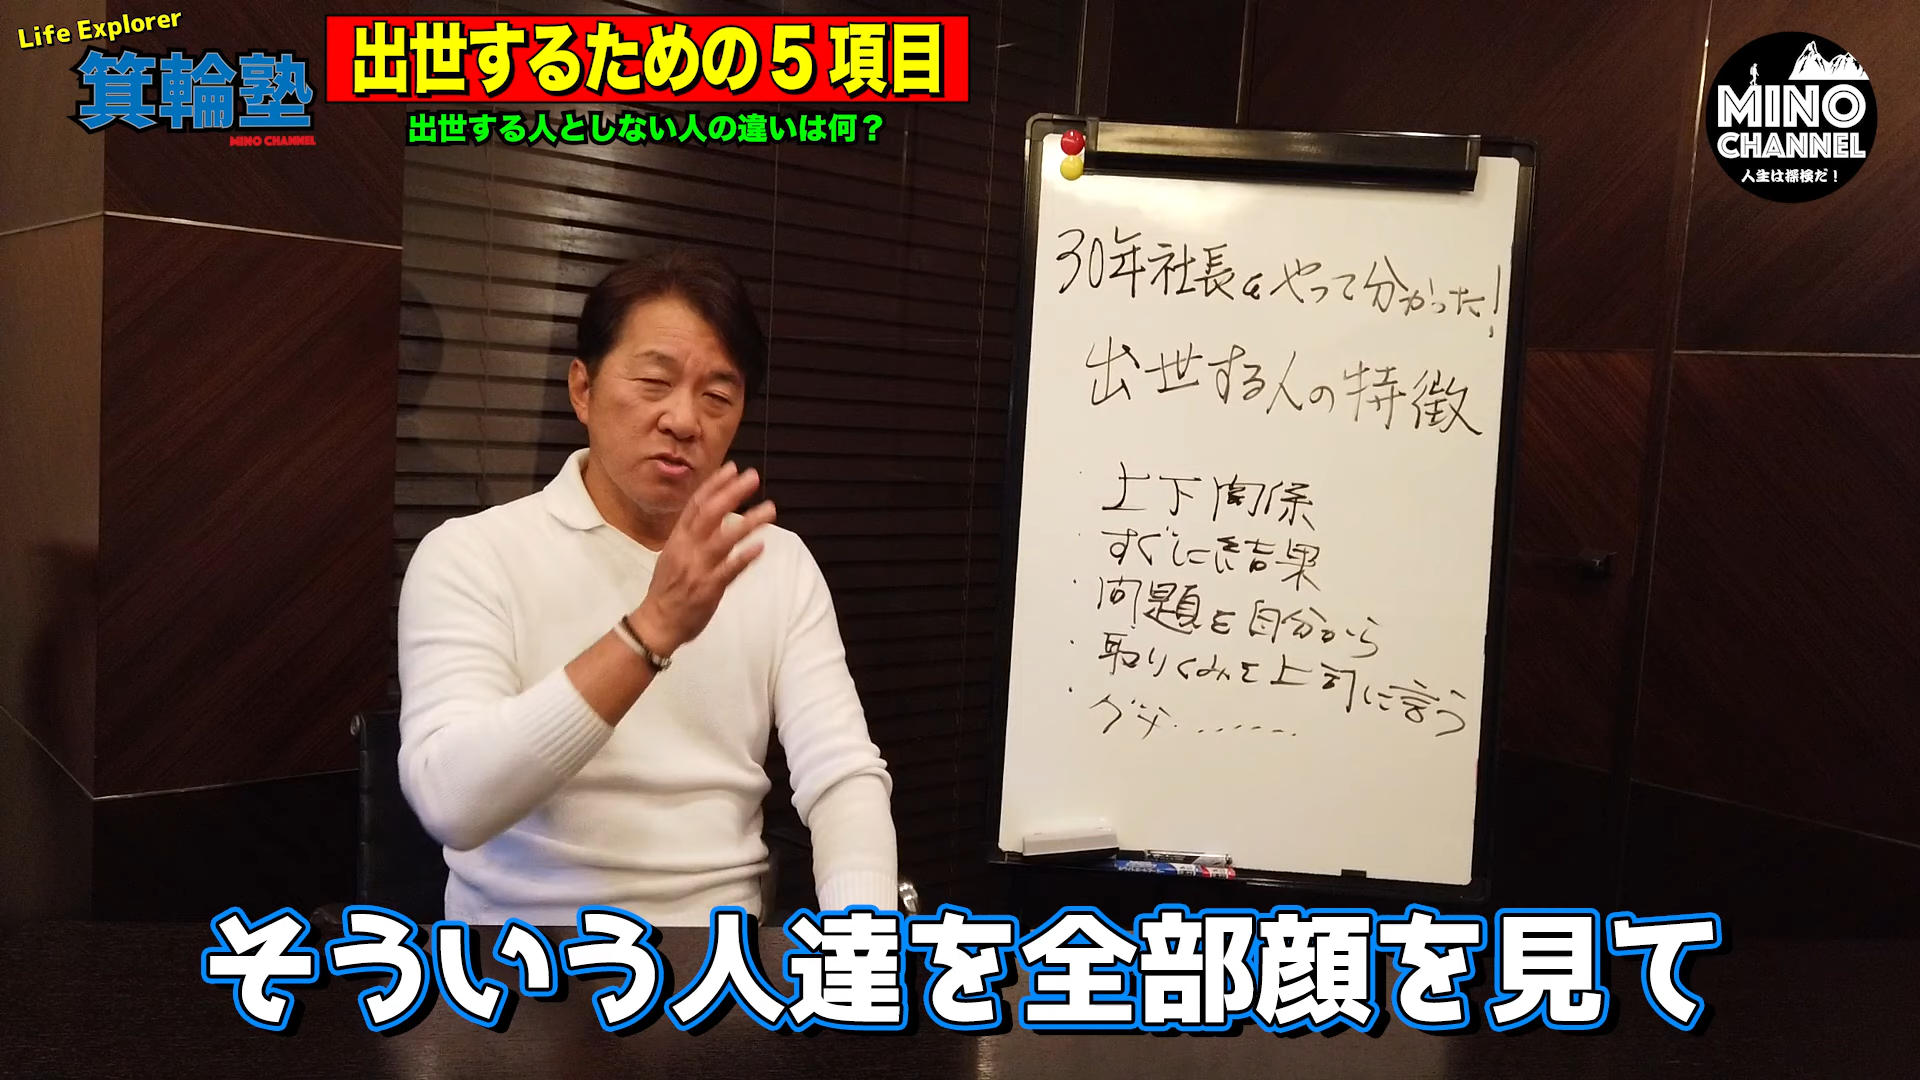 Life Explorer
箕輪塾
MINO CHANNEL
出世するための5項目
出世する人としない人の違いは何？
MINO
CHANNEL
人生は探検だ！
30年社長をやって分かった！
出世する人の特徴
・上下関係
・すぐに結果
・問題を自分から
・取りくみを上司に言う
・グチ.......
そういう人達を全部顔を見て